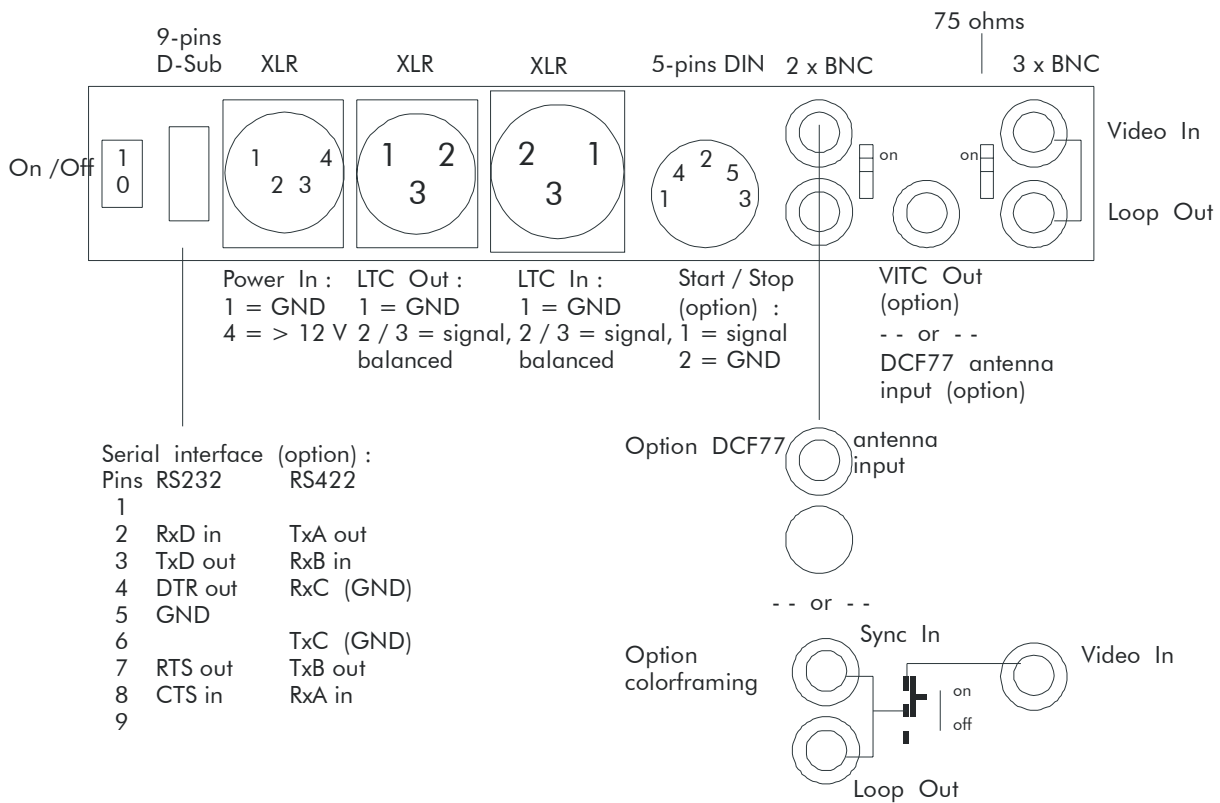 75 ohms
9-pins
D-Sub XLR XLR XLR 5-pins DIN 2 x BNC 3 x BNC
On /Off
1
0
1 4
2 3
1 2
3
2 1
3
1 4 2 5 3
on
on
Video In
Loop Out
Power In :
1 = GND
4 = > 12 V
LTC Out :
1 = GND
2 / 3 = signal,
balanced
LTC In :
1 = GND
2 / 3 = signal,
balanced
Start / Stop
(option) :
1 = signal
2 = GND
VITC Out
(option)
- - or - -
DCF77 antenna
input (option)
Serial interface (option) :
Pins RS232 RS422
1
2 RxD in TxA out
3 TxD out RxB in
4 DTR out RxC (GND)
5 GND
6 TxC (GND)
7 RTS out TxB out
8 CTS in RxA in
9
Option DCF77
antenna
input
- - or - -
Sync In
Option
colorframing
on
off
Video In
Loop Out